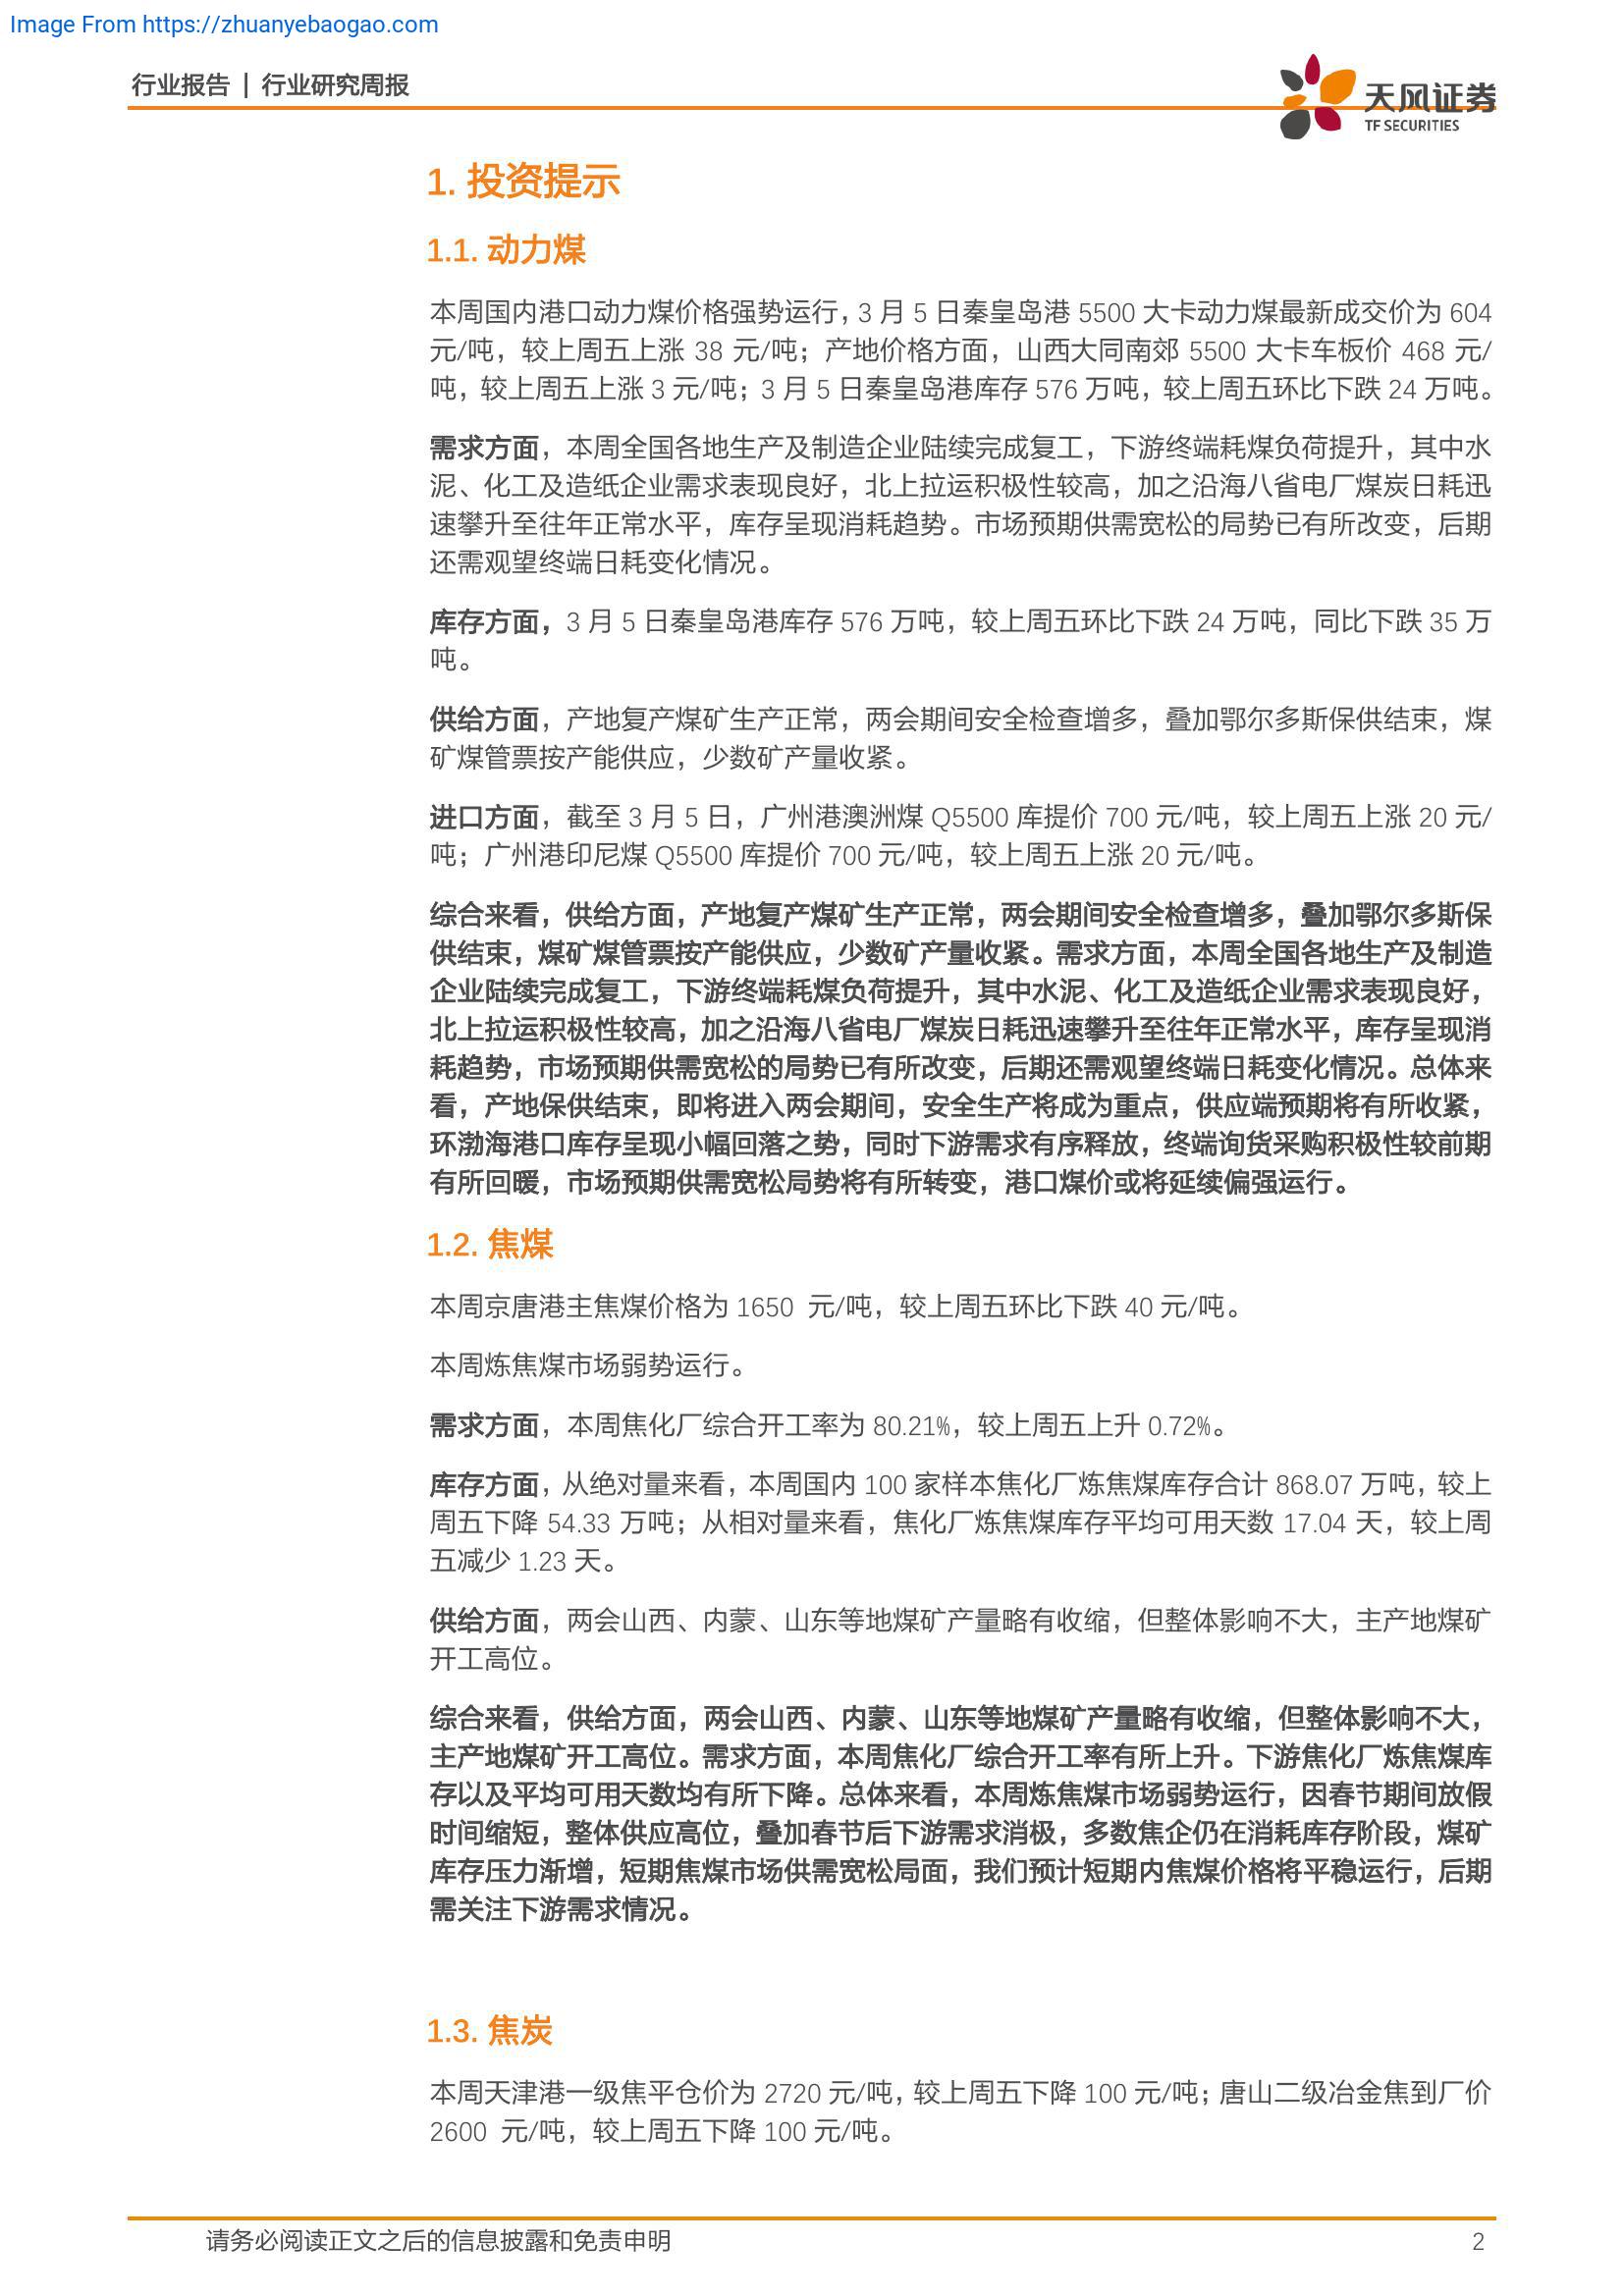 Image From https://zhuanyebaogao.com
行业报告 | 行业研究周报
天风证券
TF SECURITIES
1. 投资提示
1.1. 动力煤
本周国内港口动力煤价格强势运行，3 月 5 日秦皇岛港 5500 大卡动力煤最新成交价为 604
元/吨，较上周五上涨 38 元/吨；产地价格方面，山西大同南郊 5500 大卡车板价 468 元/
吨，较上周五上涨 3 元/吨；3 月 5 日秦皇岛港库存 576 万吨，较上周五环比下跌 24 万吨。
需求方面，本周全国各地生产及制造企业陆续完成复工，下游终端耗煤负荷提升，其中水
泥、化工及造纸企业需求表现良好，北上拉运积极性较高，加之沿海八省电厂煤炭日耗迅
速攀升至往年正常水平，库存呈现消耗趋势。市场预期供需宽松的局势已有所改变，后期
还需观望终端日耗变化情况。
库存方面，3 月 5 日秦皇岛港库存 576 万吨，较上周五环比下跌 24 万吨，同比下跌 35 万
吨。
供给方面，产地复产煤矿生产正常，两会期间安全检查增多，叠加鄂尔多斯保供结束，煤
矿煤管票按产能供应，少数矿产量收紧。
进口方面，截至 3 月 5 日，广州港澳洲煤 Q5500 库提价 700 元/吨，较上周五上涨 20 元/
吨；广州港印尼煤 Q5500 库提价 700 元/吨，较上周五上涨 20 元/吨。
综合来看，供给方面，产地复产煤矿生产正常，两会期间安全检查增多，叠加鄂尔多斯保
供结束，煤矿煤管票按产能供应，少数矿产量收紧。需求方面，本周全国各地生产及制造
企业陆续完成复工，下游终端耗煤负荷提升，其中水泥、化工及造纸企业需求表现良好，
北上拉运积极性较高，加之沿海八省电厂煤炭日耗迅速攀升至往年正常水平，库存呈现消
耗趋势，市场预期供需宽松的局势已有所改变，后期还需观望终端日耗变化情况。总体来
看，产地保供结束，即将进入两会期间，安全生产将成为重点，供应端预期将有所收紧，
环渤海港口库存呈现小幅回落之势，同时下游需求有序释放，终端询货采购积极性较前期
有所回暖，市场预期供需宽松局势将有所转变，港口煤价或将延续偏强运行。
1.2. 焦煤
本周京唐港主焦煤价格为 1650 元/吨，较上周五环比下跌 40 元/吨。
本周炼焦煤市场弱势运行。
需求方面，本周焦化厂综合开工率为 80.21%，较上周五上升 0.72%。
库存方面，从绝对量来看，本周国内 100 家样本焦化厂炼焦煤库存合计 868.07 万吨，较上
周五下降 54.33 万吨；从相对量来看，焦化厂炼焦煤库存平均可用天数 17.04 天，较上周
五减少 1.23 天。
供给方面，两会山西、内蒙、山东等地煤矿产量略有收缩，但整体影响不大，主产地煤矿
开工高位。
综合来看，供给方面，两会山西、内蒙、山东等地煤矿产量略有收缩，但整体影响不大，
主产地煤矿开工高位。需求方面，本周焦化厂综合开工率有所上升。下游焦化厂炼焦煤库
存以及平均可用天数均有所下降。总体来看，本周炼焦煤市场弱势运行，因春节期间放假
时间缩短，整体供应高位，叠加春节后下游需求消极，多数焦企仍在消耗库存阶段，煤矿
库存压力渐增，短期焦煤市场供需宽松局面，我们预计短期内焦煤价格将平稳运行，后期
需关注下游需求情况。
1.3. 焦炭
本周天津港一级焦平仓价为 2720 元/吨，较上周五下降 100 元/吨；唐山二级冶金焦到厂价
2600 元/吨，较上周五下降 100 元/吨。
请务必阅读正文之后的信息披露和免责申明
2